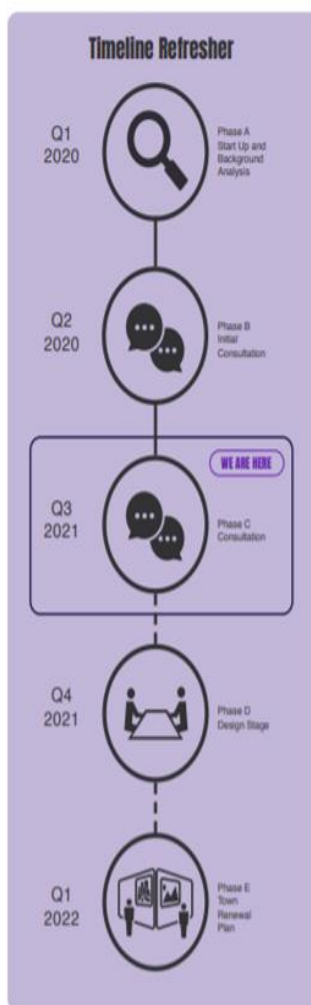 Timeline Refresher
Q1
2020
Phase A
Start Up and
Background
Analysis
Q2
2020
Phase B
Initial
Consultation
WE ARE HERE
Q3
2021
Phase C
Consultation
Q4
2021
Phase D
Design Stage
Q1
2022
Phase E
Town
Renewal
Plan